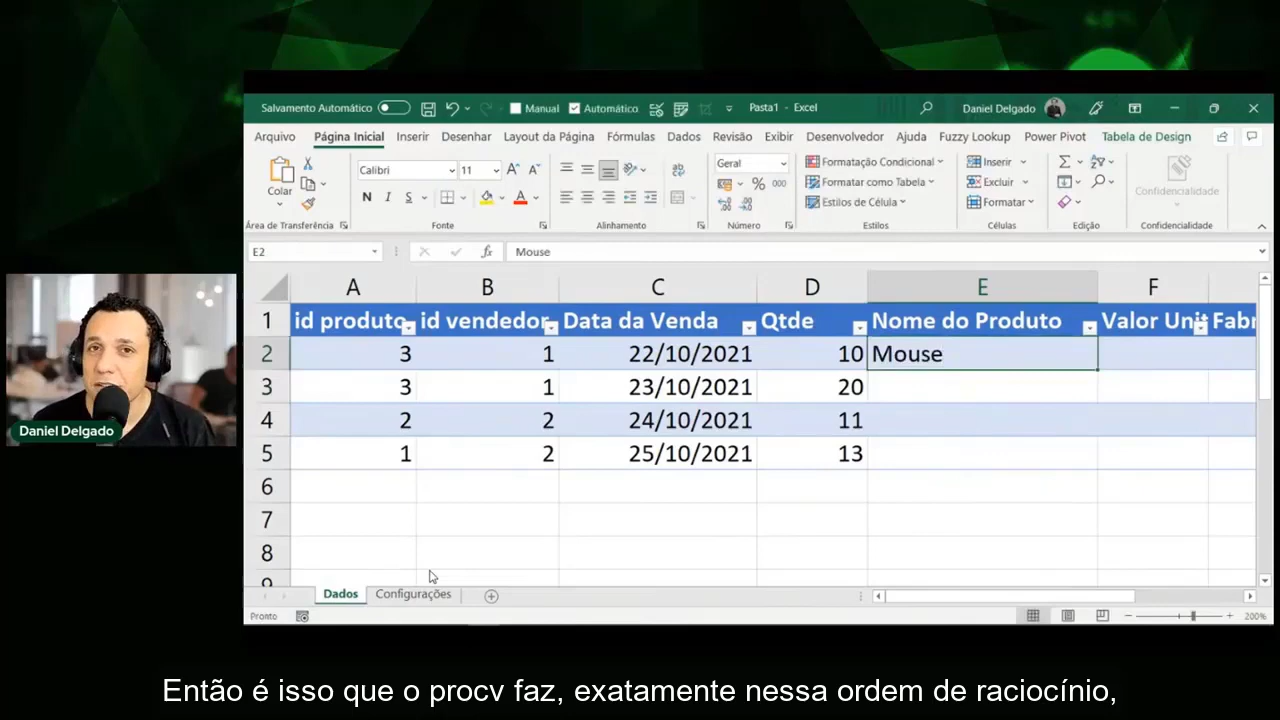 Salvamento Automático
Manual
Automático
Pasta1 - Excel
Daniel Delgado
Arquivo Página Inicial Inserir Desenhar Layout da Página Fórmulas Dados Revisão Exibir Desenvolvedor Ajuda Fuzzy Lookup Power Pivot Tabela de Design
Colar
Calibri 11
N I S
Geral
% 000
Formatação Condicional
Formatar como Tabela
Estilos de Célula
Inserir
Excluir
Formatar
Confidencialidade
Área de Transferência Fonte Alinhamento Número Estilos Células Edição Confidencialidade
E2 fx Mouse
A B C D E F
1 id produto id vendedor Data da Venda Qtde Nome do Produto Valor Unit Fabr
2 3 1 22/10/2021 10 Mouse
3 3 1 23/10/2021 20
4 2 2 24/10/2021 11
5 1 2 25/10/2021 13
6
7
8
9
Daniel Delgado
Dados Configurações
Pronto
200%
Então é isso que o procv faz, exatamente nessa ordem de raciocínio,